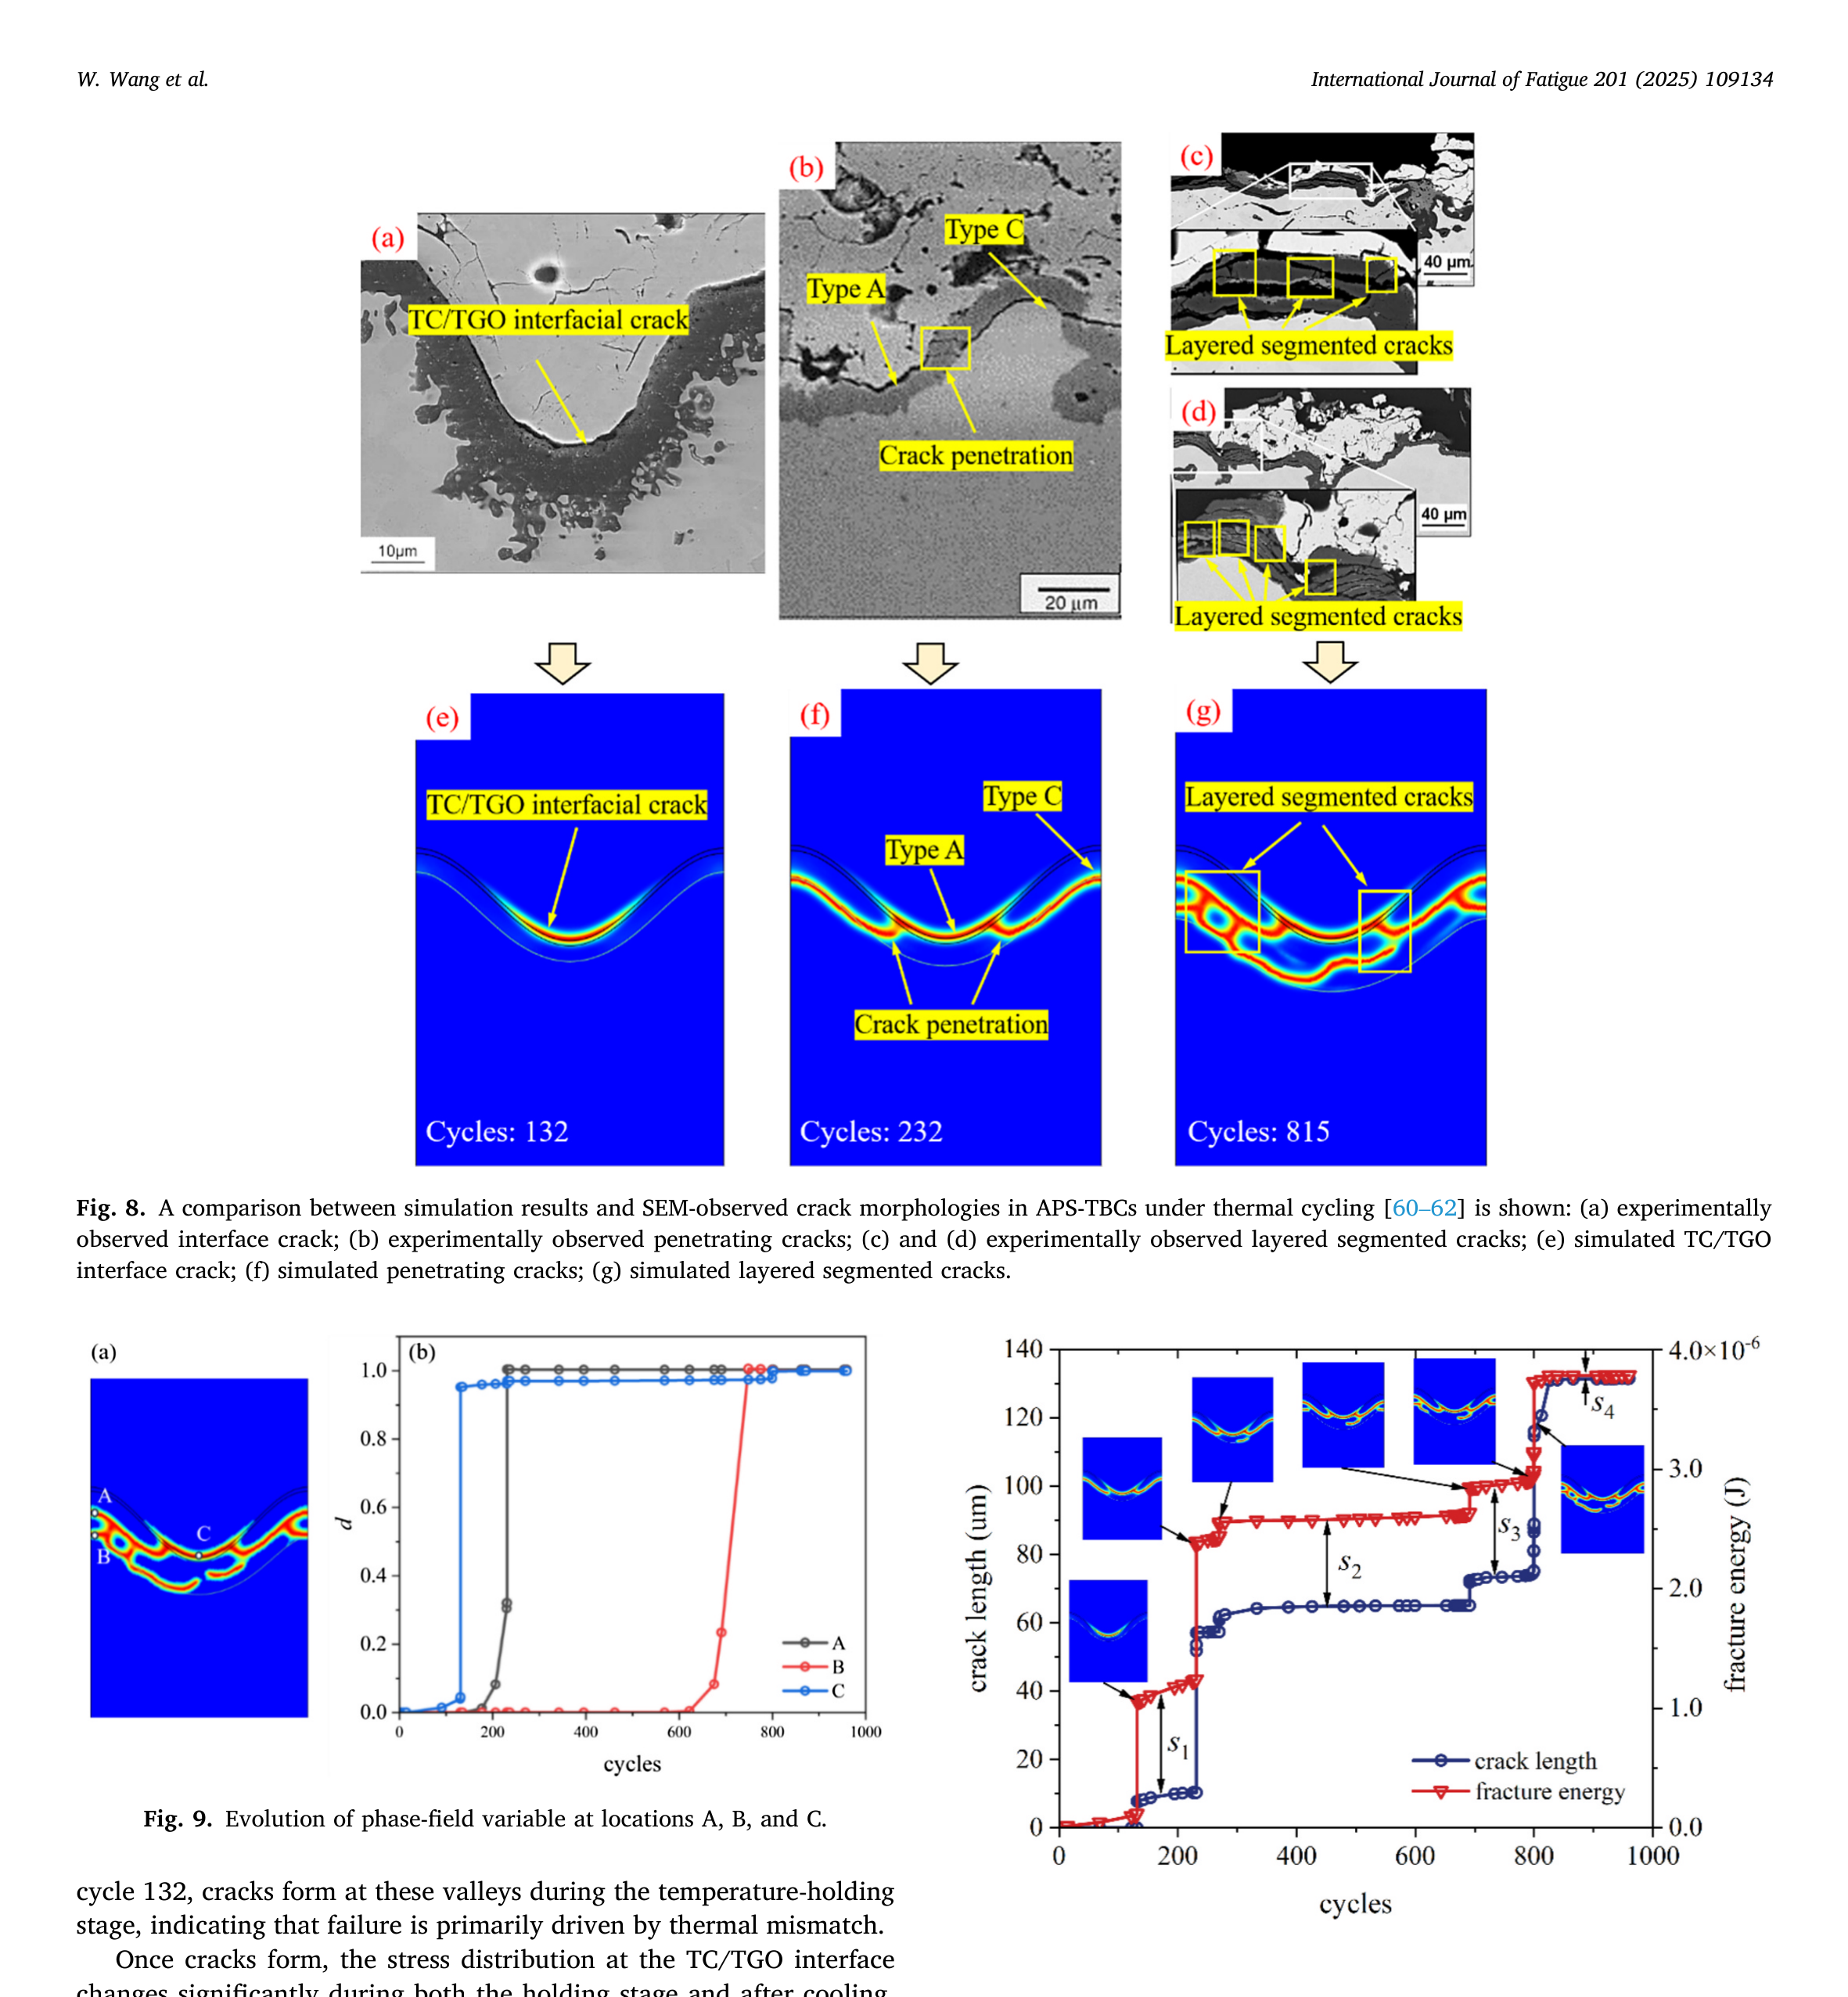 W. Wang et al.
International Journal of Fatigue 201 (2025) 109134
(a)
TC/TGO interfacial crack
10μm
(b)
Type C
Type A
Crack penetration
20 μm
(c)
40 μm
Layered segmented cracks
(d)
40 μm
Layered segmented cracks
(e)
TC/TGO interfacial crack
Cycles: 132
(f)
Type C
Type A
Crack penetration
Cycles: 232
(g)
Layered segmented cracks
Cycles: 815
Fig. 8. A comparison between simulation results and SEM-observed crack morphologies in APS-TBCs under thermal cycling [60–62] is shown: (a) experimentally
observed interface crack; (b) experimentally observed penetrating cracks; (c) and (d) experimentally observed layered segmented cracks; (e) simulated TC/TGO
interface crack; (f) simulated penetrating cracks; (g) simulated layered segmented cracks.
(a)
A
B
C
(b)
1.0
0.8
0.6
0.4
0.2
0.0
d
0 200 400 600 800 1000
cycles
A
B
C
Fig. 9. Evolution of phase-field variable at locations A, B, and C.
cycle 132, cracks form at these valleys during the temperature-holding
stage, indicating that failure is primarily driven by thermal mismatch.
Once cracks form, the stress distribution at the TC/TGO interface
changes significantly during both the holding stage and after cooling.
140
120
100
80
60
40
20
0
crack length (um)
4.0×10-6
3.0
2.0
1.0
0.0
fracture energy (J)
s1
s2
s3
s4
crack length
fracture energy
0 200 400 600 800 1000
cycles